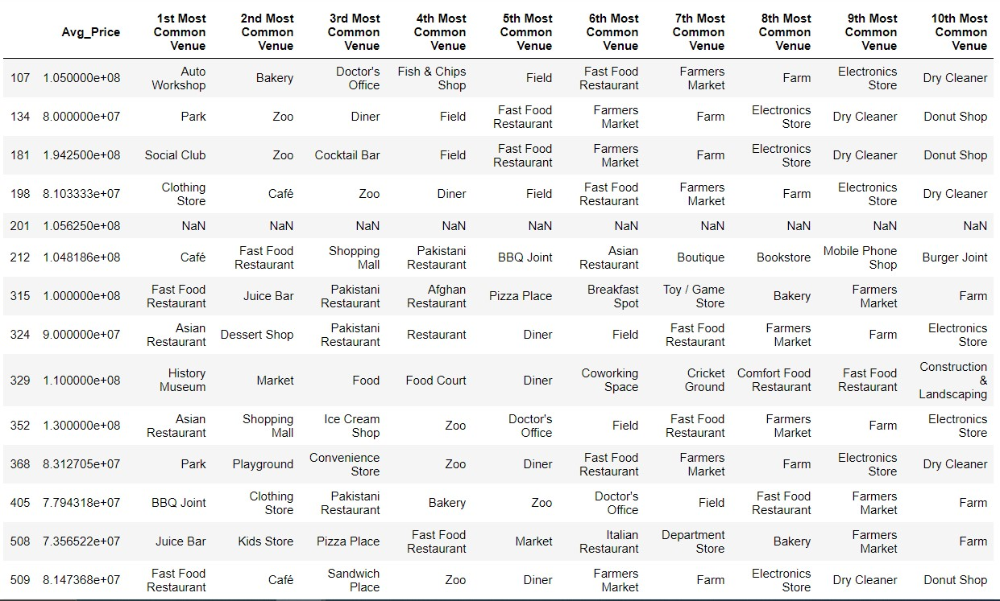 Avg_Price 1st Most Common Venue 2nd Most Common Venue 3rd Most Common Venue 4th Most Common Venue 5th Most Common Venue 6th Most Common Venue 7th Most Common Venue 8th Most Common Venue 9th Most Common Venue 10th Most Common Venue
107 1.050000e+08 Auto Workshop Bakery Doctor's Office Fish & Chips Shop Field Fast Food Restaurant Farmers Market Farm Electronics Store Dry Cleaner
134 8.000000e+07 Park Zoo Diner Field Fast Food Restaurant Farmers Market Farm Electronics Store Dry Cleaner Donut Shop
181 1.942500e+08 Social Club Zoo Cocktail Bar Field Fast Food Restaurant Farmers Market Farm Electronics Store Dry Cleaner Donut Shop
198 8.103333e+07 Clothing Store Café Zoo Diner Field Fast Food Restaurant Farmers Market Farm Electronics Store Dry Cleaner
201 1.056250e+08 NaN NaN NaN NaN NaN NaN NaN NaN NaN NaN
212 1.048186e+08 Café Fast Food Restaurant Shopping Mall Pakistani Restaurant BBQ Joint Asian Restaurant Boutique Bookstore Mobile Phone Shop Burger Joint
315 1.000000e+08 Fast Food Restaurant Juice Bar Pakistani Restaurant Afghan Restaurant Pizza Place Breakfast Spot Toy / Game Store Bakery Farmers Market Farm
324 9.000000e+07 Asian Restaurant Dessert Shop Pakistani Restaurant Restaurant Diner Field Fast Food Restaurant Farmers Market Farm Electronics Store
329 1.100000e+08 History Museum Market Food Food Court Diner Coworking Space Cricket Ground Comfort Food Restaurant Fast Food Restaurant Construction & Landscaping
352 1.300000e+08 Asian Restaurant Shopping Mall Ice Cream Shop Zoo Doctor's Office Field Fast Food Restaurant Farmers Market Farm Electronics Store
368 8.312705e+07 Park Playground Convenience Store Zoo Diner Fast Food Restaurant Farmers Market Farm Electronics Store Dry Cleaner
405 7.794318e+07 BBQ Joint Clothing Store Pakistani Restaurant Bakery Zoo Doctor's Office Field Fast Food Restaurant Farmers Market Farm
508 7.356522e+07 Juice Bar Kids Store Pizza Place Fast Food Restaurant Market Italian Restaurant Department Store Bakery Farmers Market Farm
509 8.147368e+07 Fast Food Restaurant Café Sandwich Place Zoo Diner Farmers Market Farm Electronics Store Dry Cleaner Donut Shop